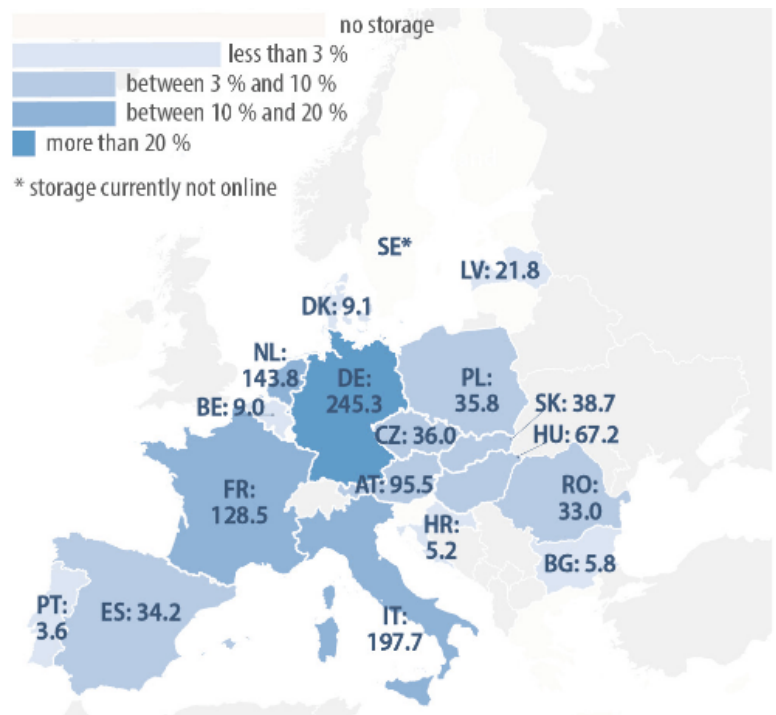 no storage
less than 3 %
between 3 % and 10 %
between 10 % and 20 %
more than 20 %
* storage currently not online
SE*
LV: 21.8
DK: 9.1
NL:
143.8
DE:
245.3
PL:
35.8
BE: 9.0
SK: 38.7
CZ: 36.0
HU: 67.2
AT: 95.5
FR:
128.5
RO:
33.0
HR:
5.2
BG: 5.8
PT:
3.6
ES: 34.2
IT:
197.7